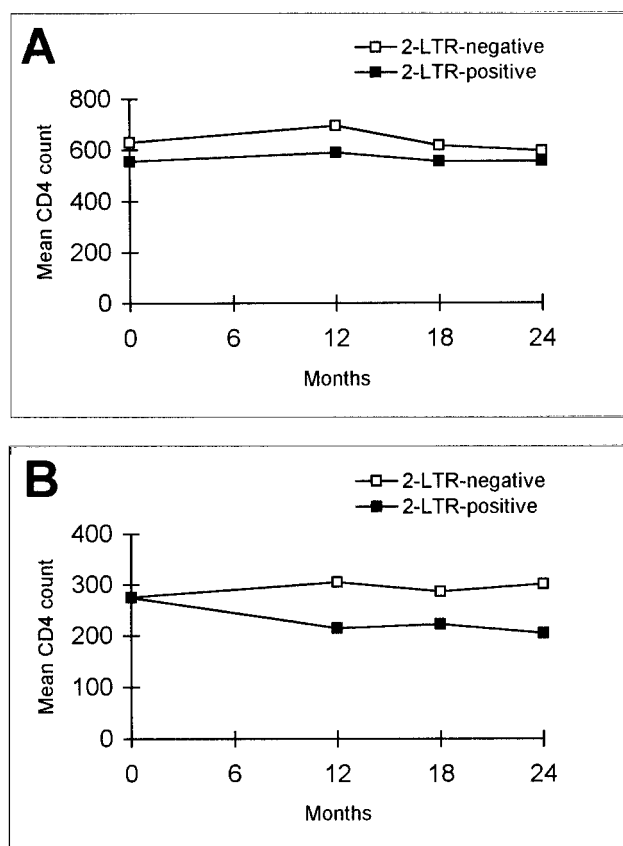 A
2-LTR-negative
2-LTR-positive
Mean CD4 count
800
600
400
200
0
0 6 12 18 24
Months
B
2-LTR-negative
2-LTR-positive
Mean CD4 count
400
300
200
100
0
0 6 12 18 24
Months